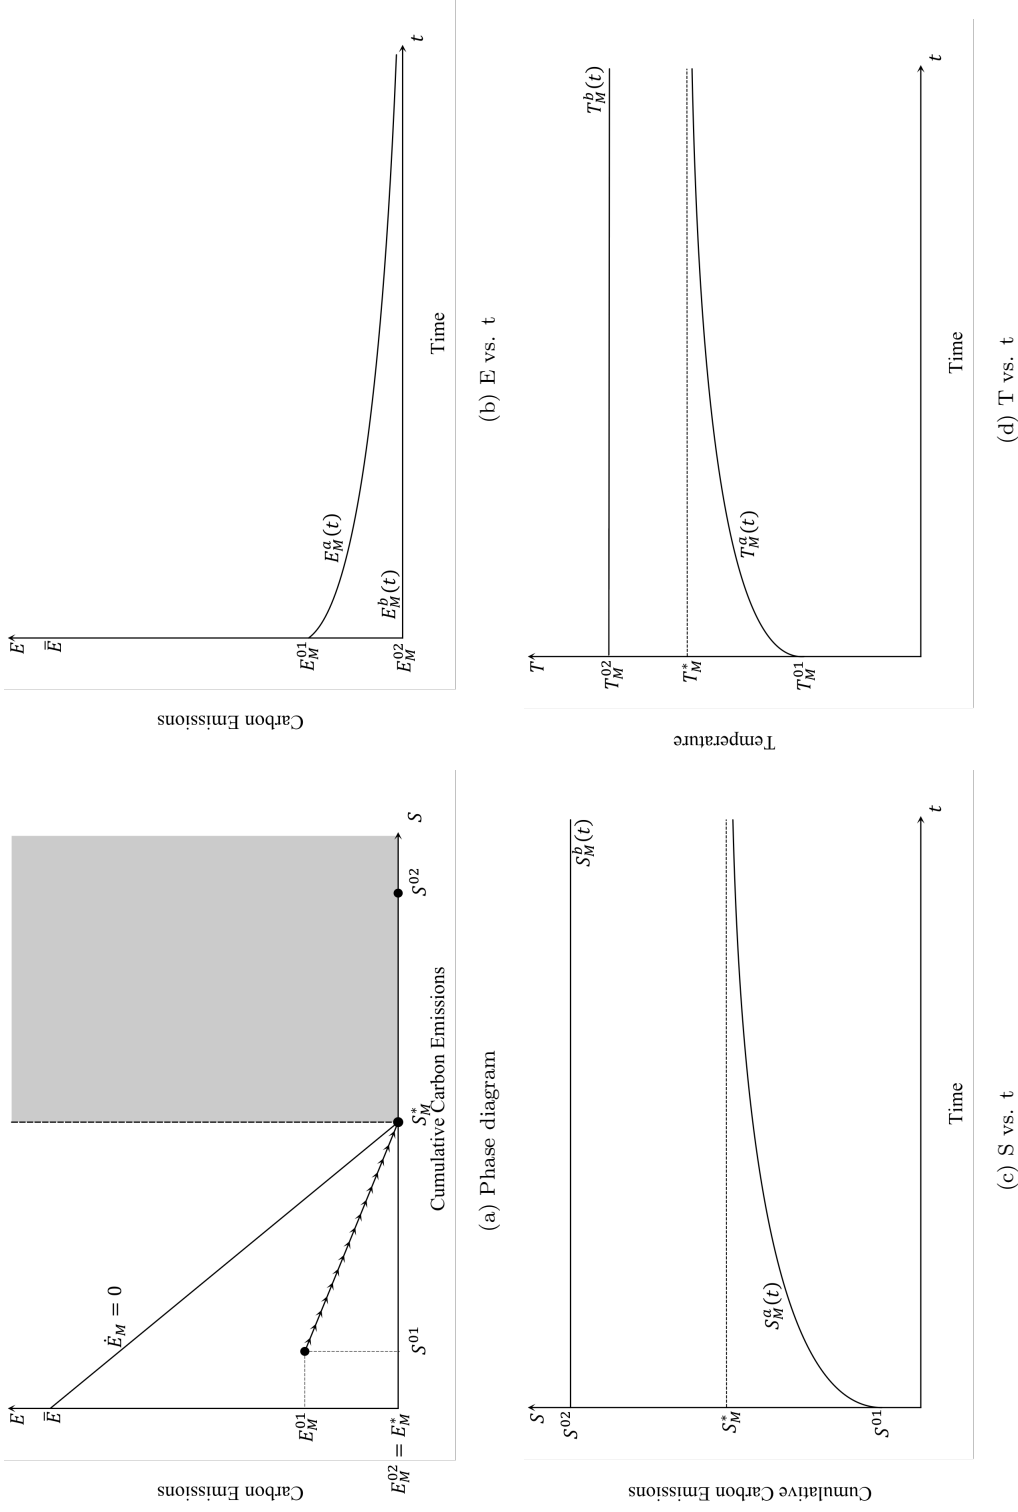 Carbon Emissions
E
Ē
Ė_M = 0
E_M^{01}
E_M^{02} = E_M^*
S^{01}
S_M^*
S^{02}
S
Cumulative Carbon Emissions
(a) Phase diagram
Carbon Emissions
E
Ē
E_M^{01}
E_M^{02}
E_M^a(t)
E_M^b(t)
t
Time
(b) E vs. t
Cumulative Carbon Emissions
S
S^{02}
S_M^*
S^{01}
S_M^a(t)
S_M^b(t)
t
Time
(c) S vs. t
Temperature
T
T_M^{02}
T_M^*
T_M^{01}
T_M^a(t)
T_M^b(t)
t
Time
(d) T vs. t